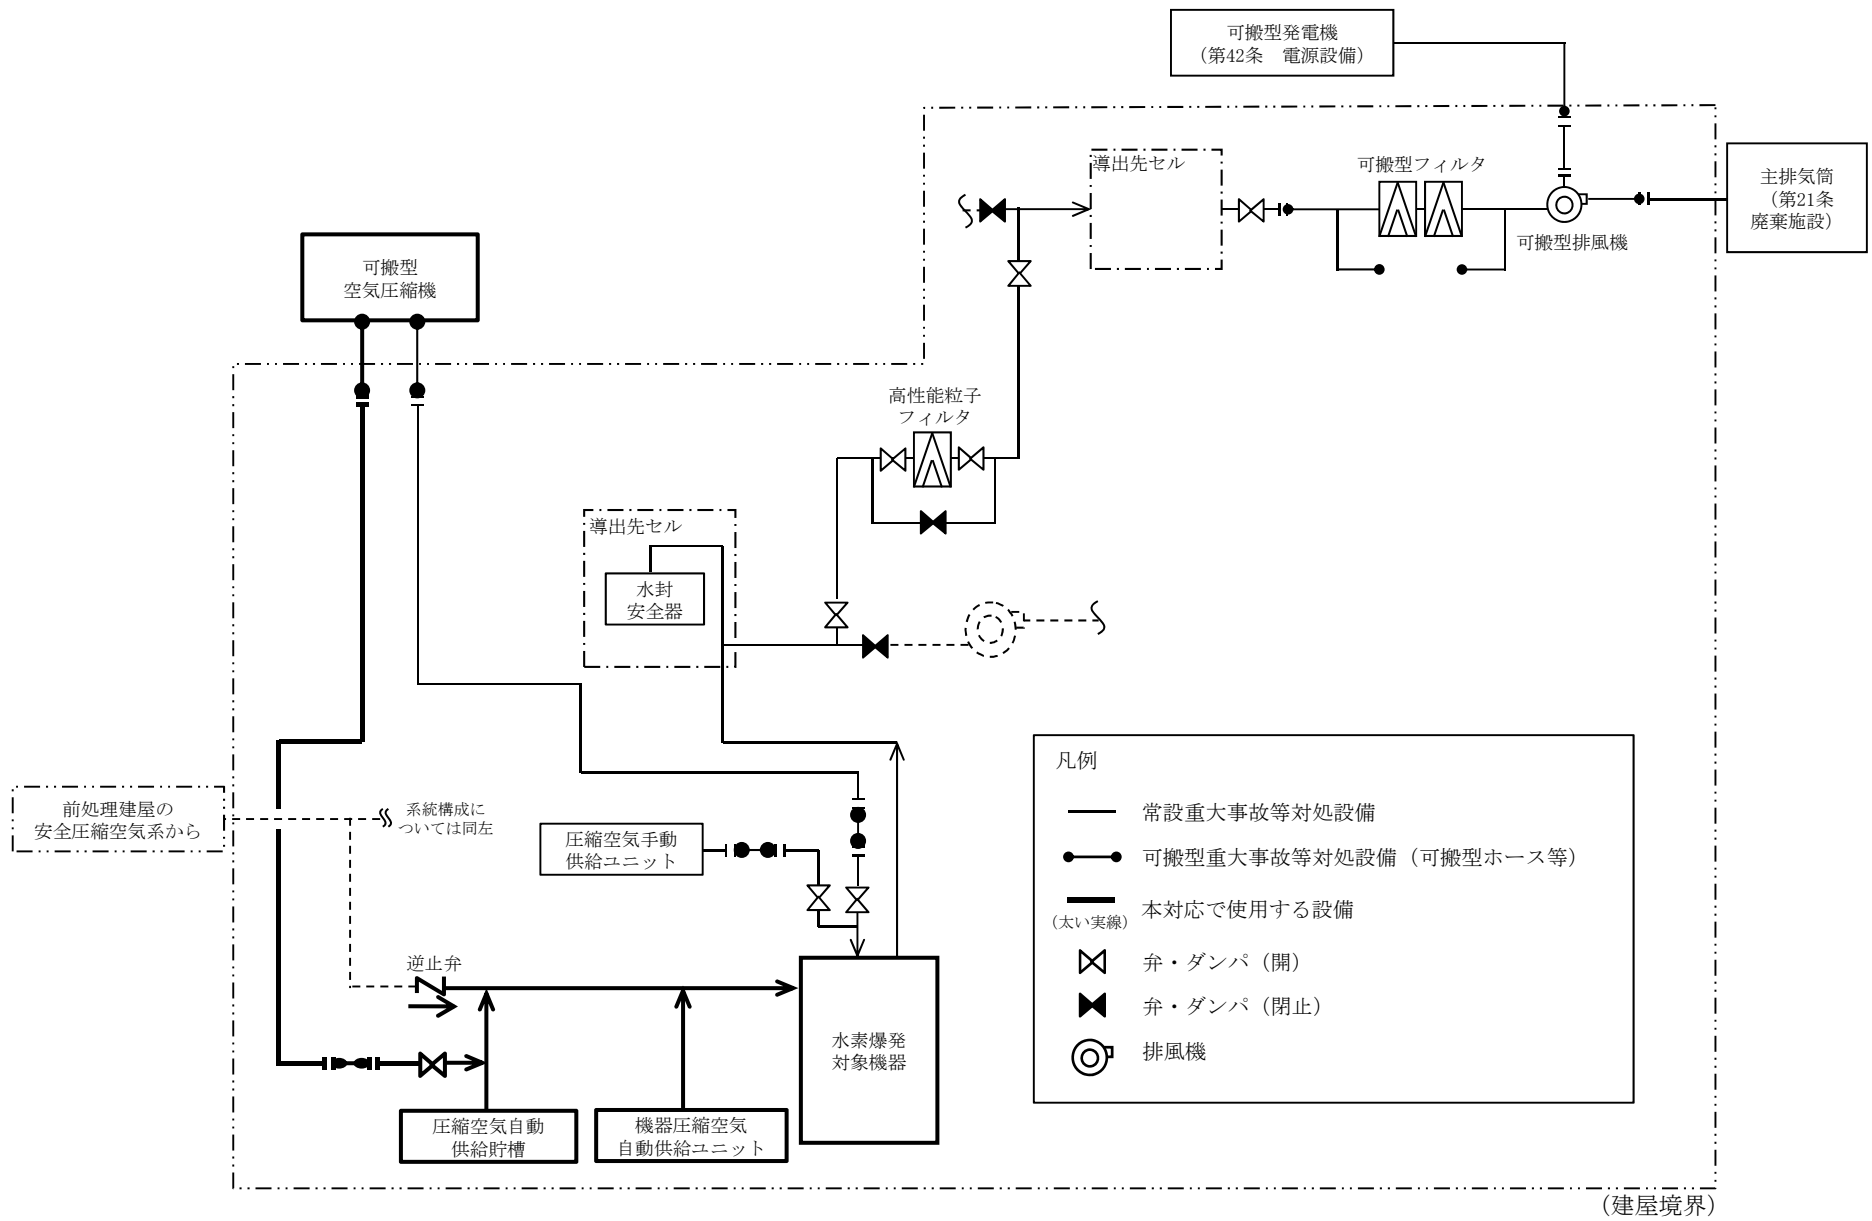 可搬型発電機
（第42条　電源設備）
導出先セル
可搬型フィルタ
可搬型排風機
主排気筒
（第21条
廃棄施設）
可搬型
空気圧縮機
高性能粒子
フィルタ
導出先セル
水封
安全器
前処理建屋の
安全圧縮空気系から
系統構成に
ついては同左
圧縮空気手動
供給ユニット
逆止弁
水素爆発
対象機器
圧縮空気自動
供給貯槽
機器圧縮空気
自動供給ユニット
凡例
常設重大事故等対処設備
可搬型重大事故等対処設備（可搬型ホース等）
本対応で使用する設備
（太い実線）
弁・ダンパ（開）
弁・ダンパ（閉止）
排風機
（建屋境界）